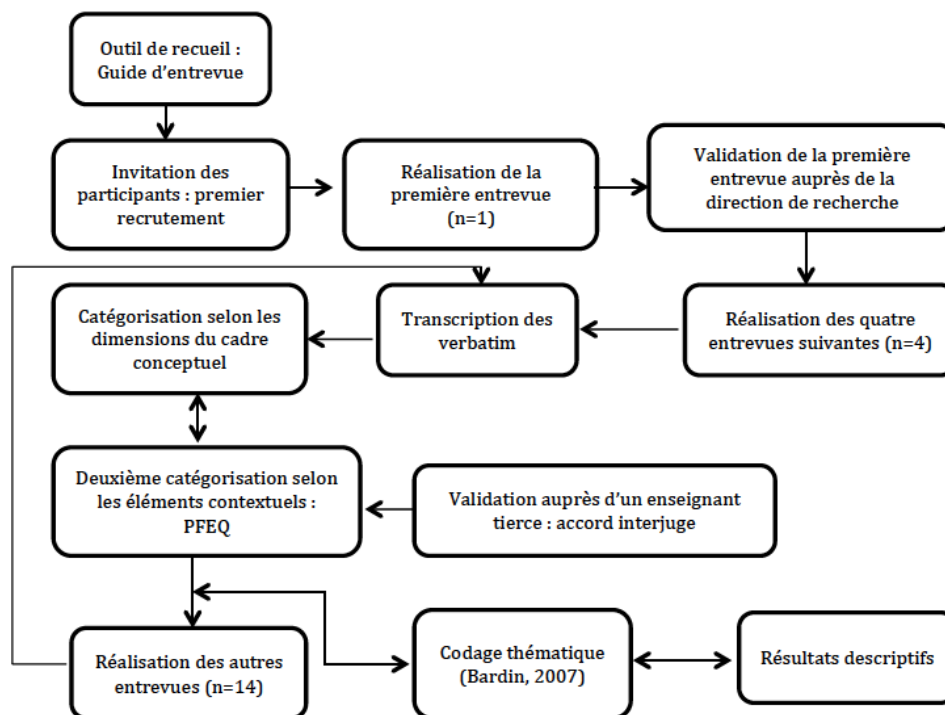 Outil de recueil :
Guide d'entrevue
Invitation des
participants : premier
recrutement
Réalisation de la
première entrevue
(n=1)
Validation de la première
entrevue auprès de la
direction de recherche
Réalisation des quatre
entrevues suivantes (n=4)
Transcription des
verbatim
Catégorisation selon les
dimensions du cadre
conceptuel
Deuxième catégorisation selon
les éléments contextuels :
PFEQ
Validation auprès d'un enseignant
tierce : accord interjuge
Réalisation des autres
entrevues (n=14)
Codage thématique
(Bardin, 2007)
Résultats descriptifs